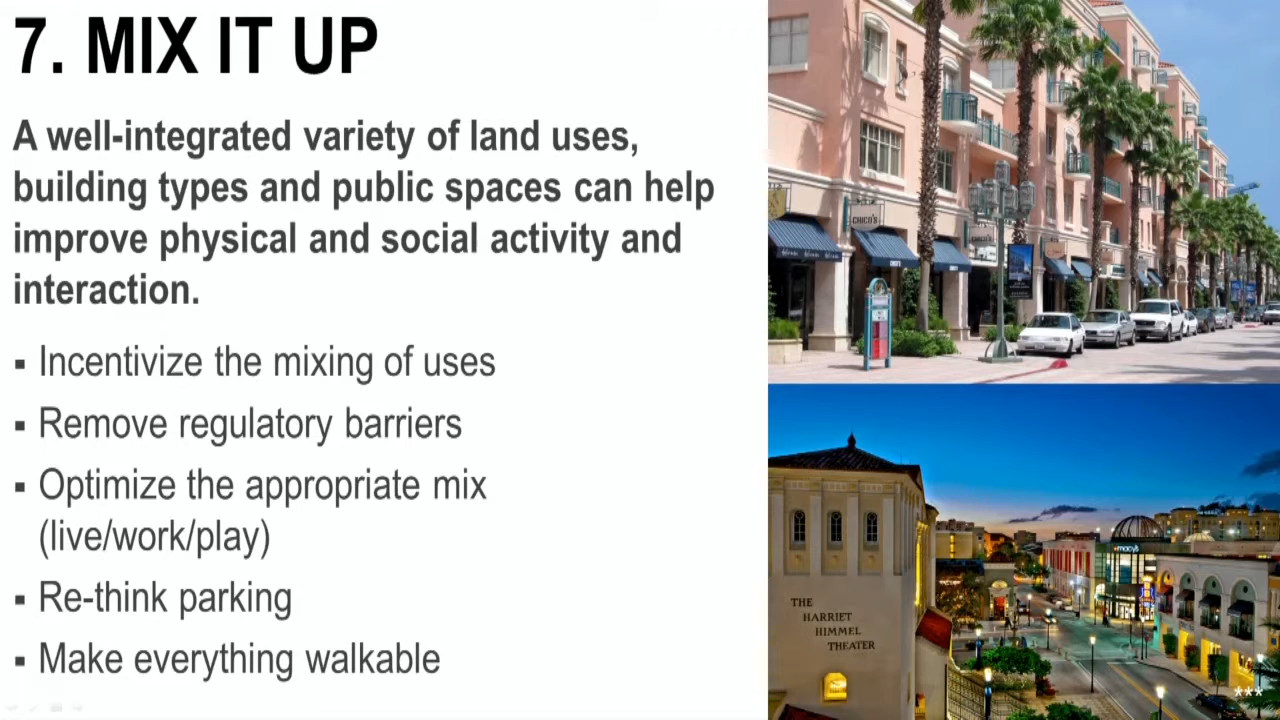 7. MIX IT UP
A well-integrated variety of land uses,
building types and public spaces can help
improve physical and social activity and
interaction.
▪ Incentivize the mixing of uses
▪ Remove regulatory barriers
▪ Optimize the appropriate mix
(live/work/play)
▪ Re-think parking
▪ Make everything walkable
CHICO'S
macy's
THE
HARRIET
HIMMEL
THEATER
***